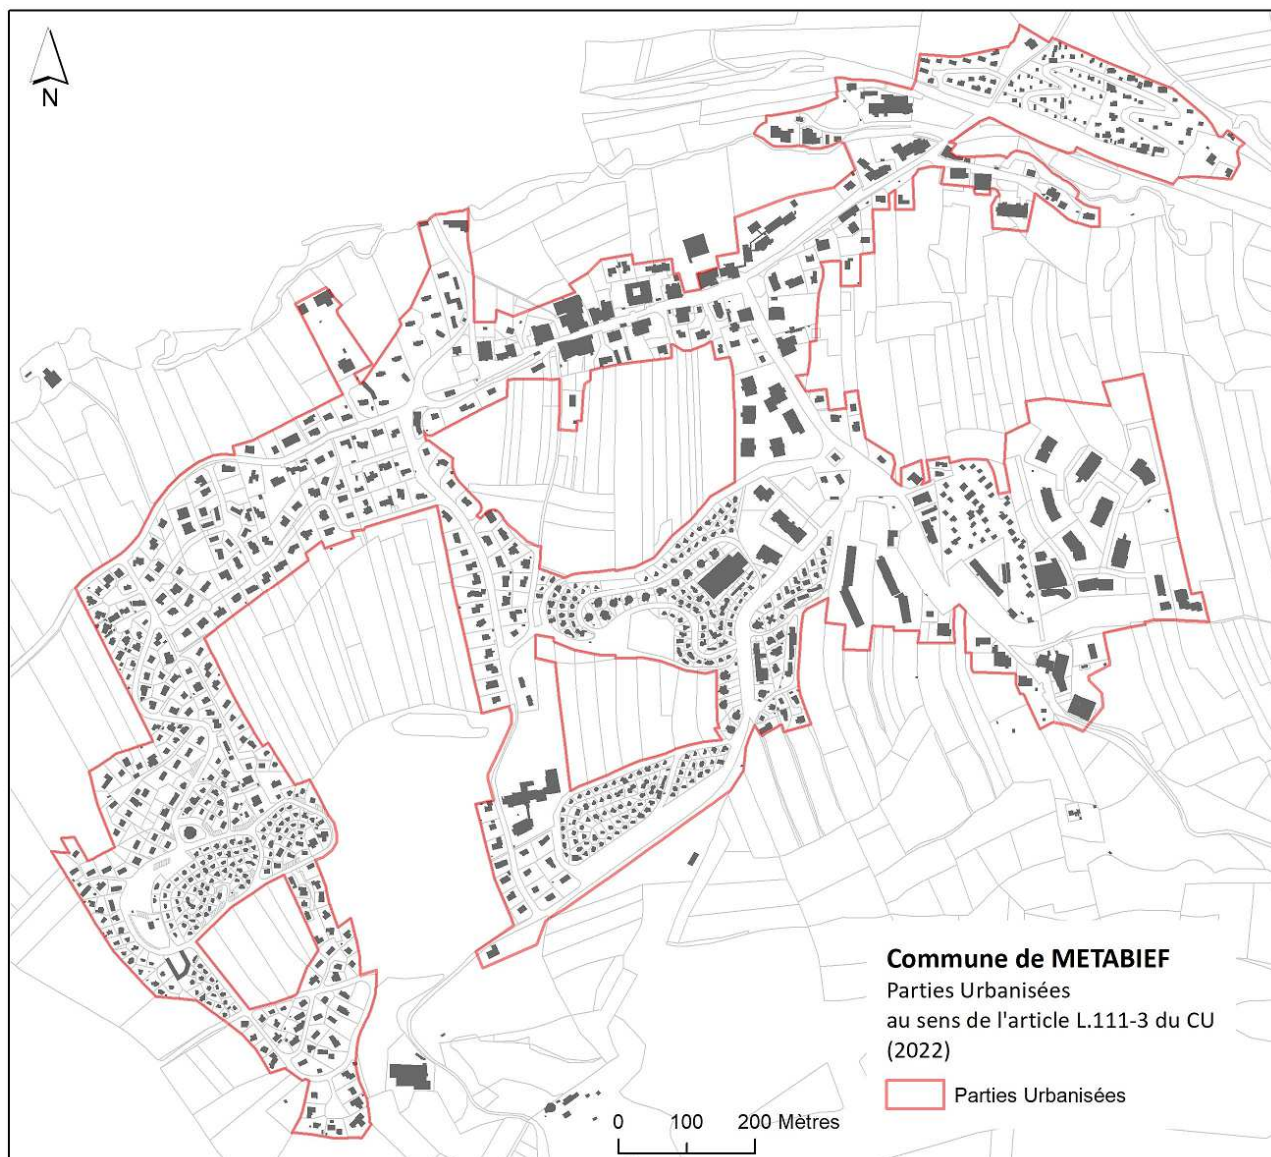 N
Commune de METABIEF
Parties Urbanisées
au sens de l'article L.111-3 du CU
(2022)
Parties Urbanisées
0 100 200 Mètres